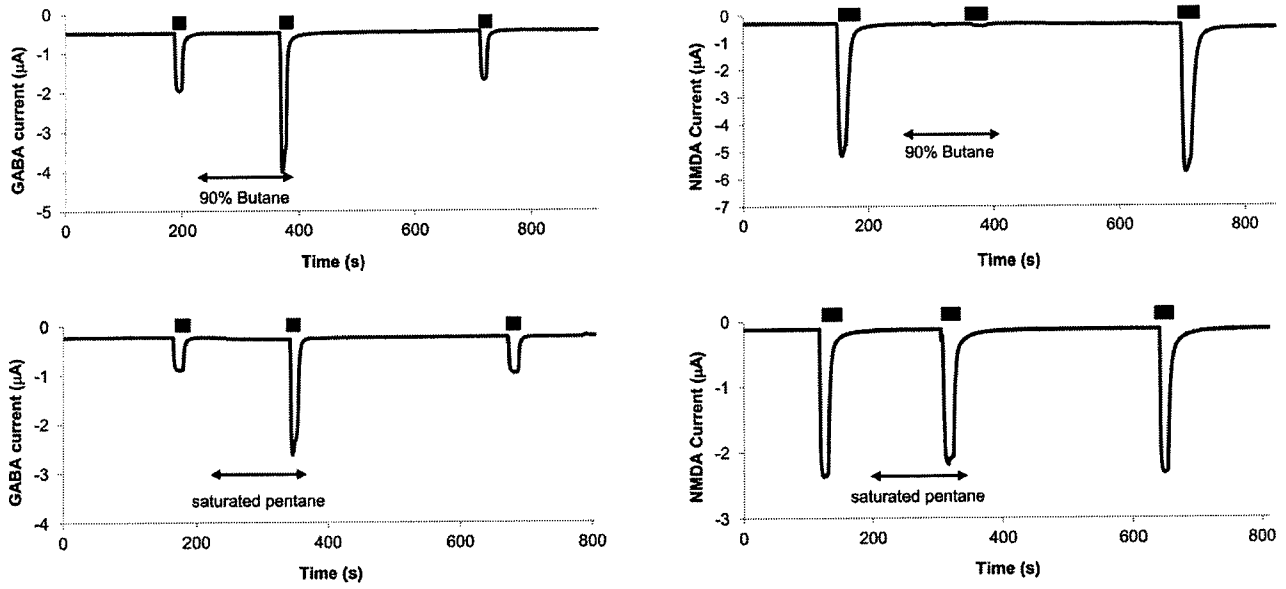 GABA current (µA)
0
-1
-2
-3
-4
-5
90% Butane
0 200 400 600 800
Time (s)
NMDA Current (µA)
0
-1
-2
-3
-4
-5
-6
-7
90% Butane
0 200 400 600 800
Time (s)
GABA current (µA)
0
-1
-2
-3
-4
saturated pentane
0 200 400 600 800
Time (s)
NMDA Current (µA)
0
-1
-2
-3
saturated pentane
0 200 400 600 800
Time (s)